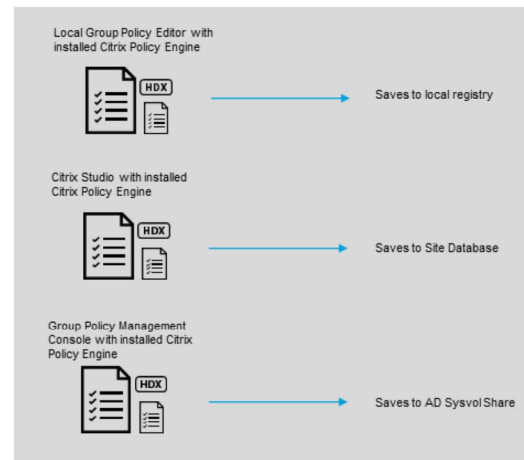 Local Group Policy Editor with
installed Citrix Policy Engine
HDX
Saves to local registry
Citrix Studio with installed
Citrix Policy Engine
HDX
Saves to Site Database
Group Policy Management
Console with installed Citrix
Policy Engine
HDX
Saves to AD Sysvol Share